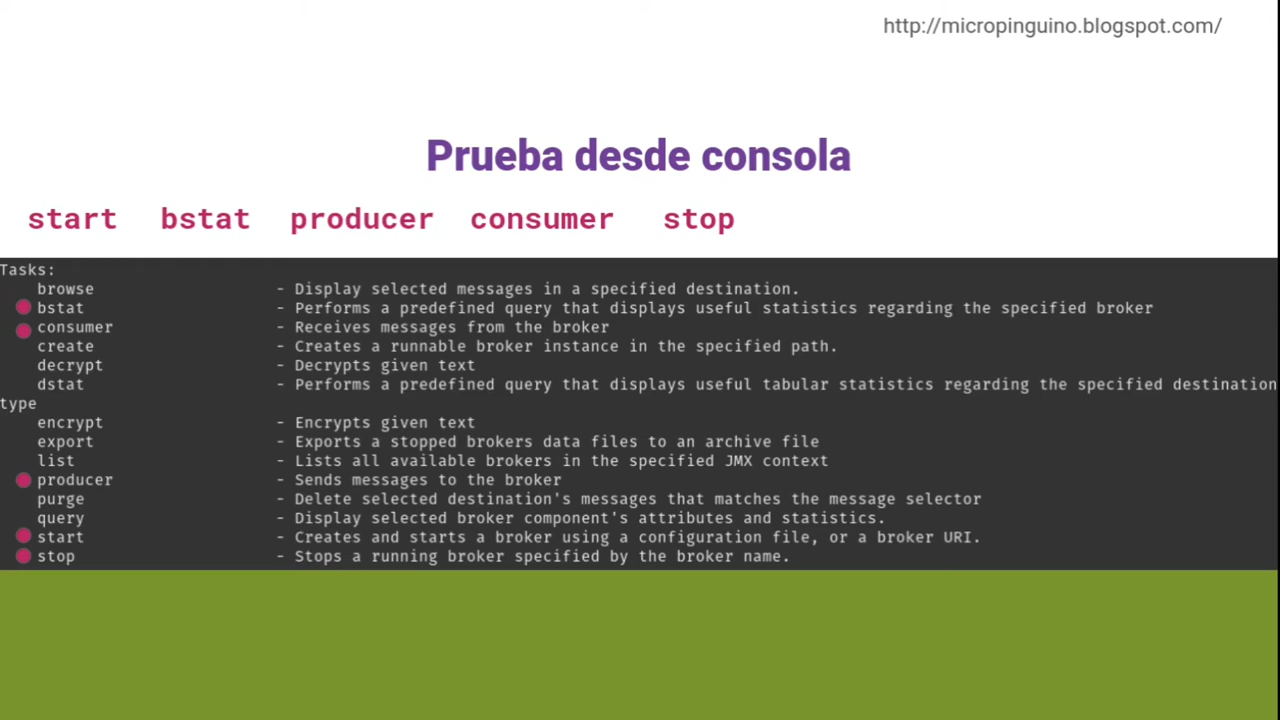 http://micropinguino.blogspot.com/
Prueba desde consola
start bstat producer consumer stop
Tasks:
browse - Display selected messages in a specified destination.
bstat - Performs a predefined query that displays useful statistics regarding the specified broker
consumer - Receives messages from the broker
create - Creates a runnable broker instance in the specified path.
decrypt - Decrypts given text
dstat - Performs a predefined query that displays useful tabular statistics regarding the specified destination
type
encrypt - Encrypts given text
export - Exports a stopped brokers data files to an archive file
list - Lists all available brokers in the specified JMX context
producer - Sends messages to the broker
purge - Delete selected destination's messages that matches the message selector
query - Display selected broker component's attributes and statistics.
start - Creates and starts a broker using a configuration file, or a broker URI.
stop - Stops a running broker specified by the broker name.